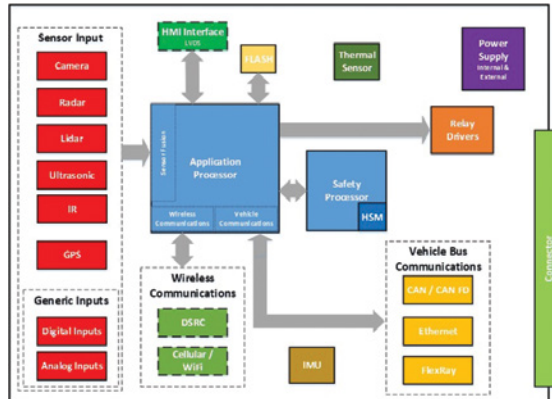 Sensor Input
Camera
Radar
Lidar
Ultrasonic
IR
GPS
Generic Inputs
Digital Inputs
Analog Inputs
HMI Interface
LVDS
FLASH
Thermal
Sensor
Power
Supply
Internal &
External
Sensor Fusion
Application
Processor
Wireless
Communications
Vehicle
Communications
Relay
Drivers
Safety
Processor
HSM
Wireless
Communications
DSRC
Cellular /
WiFi
IMU
Vehicle Bus
Communications
CAN / CAN FD
Ethernet
FlexRay
Connector